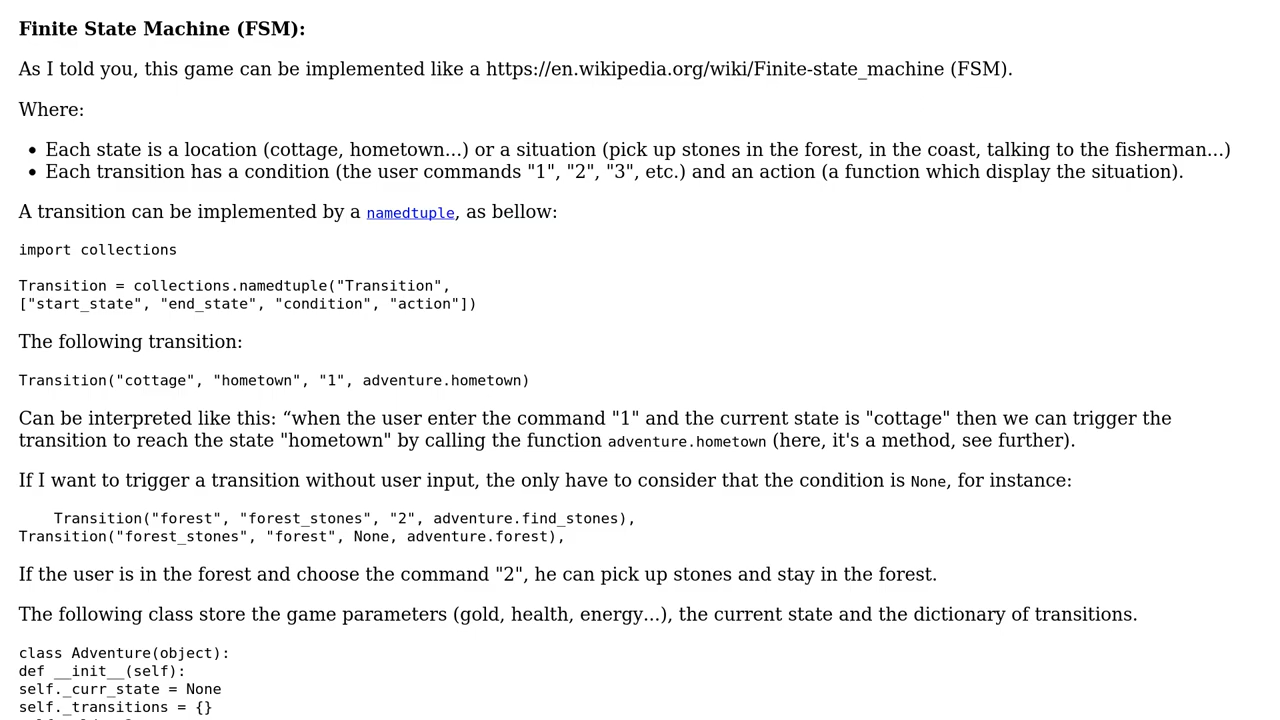 Finite State Machine (FSM):
As I told you, this game can be implemented like a https://en.wikipedia.org/wiki/Finite-state_machine (FSM).
Where:
• Each state is a location (cottage, hometown...) or a situation (pick up stones in the forest, in the coast, talking to the fisherman...)
• Each transition has a condition (the user commands "1", "2", "3", etc.) and an action (a function which display the situation).
A transition can be implemented by a namedtuple, as bellow:
import collections
Transition = collections.namedtuple("Transition",
["start_state", "end_state", "condition", "action"])
The following transition:
Transition("cottage", "hometown", "1", adventure.hometown)
Can be interpreted like this: “when the user enter the command "1" and the current state is "cottage" then we can trigger the
transition to reach the state "hometown" by calling the function adventure.hometown (here, it's a method, see further).
If I want to trigger a transition without user input, the only have to consider that the condition is None, for instance:
    Transition("forest", "forest_stones", "2", adventure.find_stones),
Transition("forest_stones", "forest", None, adventure.forest),
If the user is in the forest and choose the command "2", he can pick up stones and stay in the forest.
The following class store the game parameters (gold, health, energy...), the current state and the dictionary of transitions.
class Adventure(object):
def __init__(self):
self._curr_state = None
self._transitions = {}